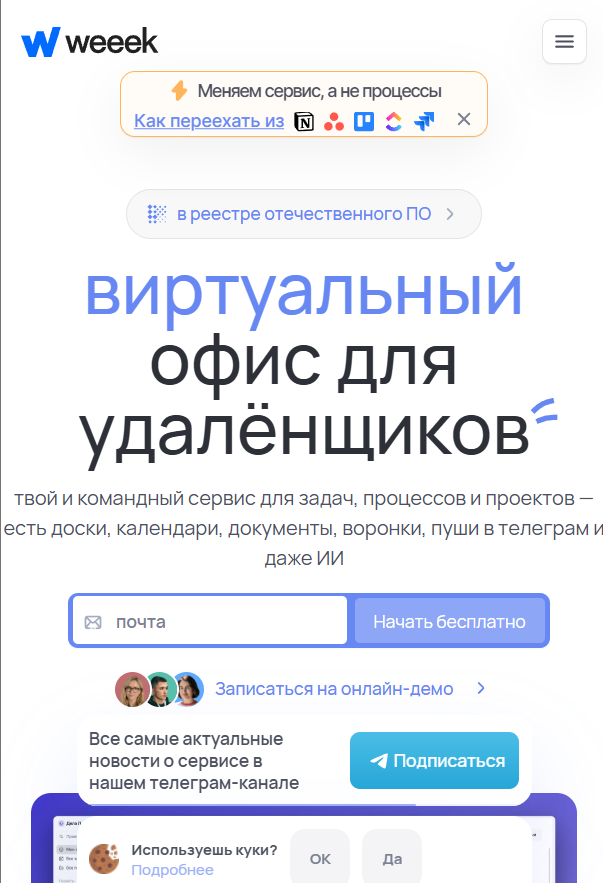 weeek
Меняем сервис, а не процессы
Как переехать из
в реестре отечественного ПО
виртуальный
офис для
удалёнщиков
твой и командный сервис для задач, процессов и проектов —
есть доски, календари, документы, воронки, пуши в телеграм и
даже ИИ
почта
Начать бесплатно
Записаться на онлайн-демо
Все самые актуальные
новости о сервисе в
нашем телеграм-канале
Подписаться
Используешь куки?
Подробнее
ОК
Да